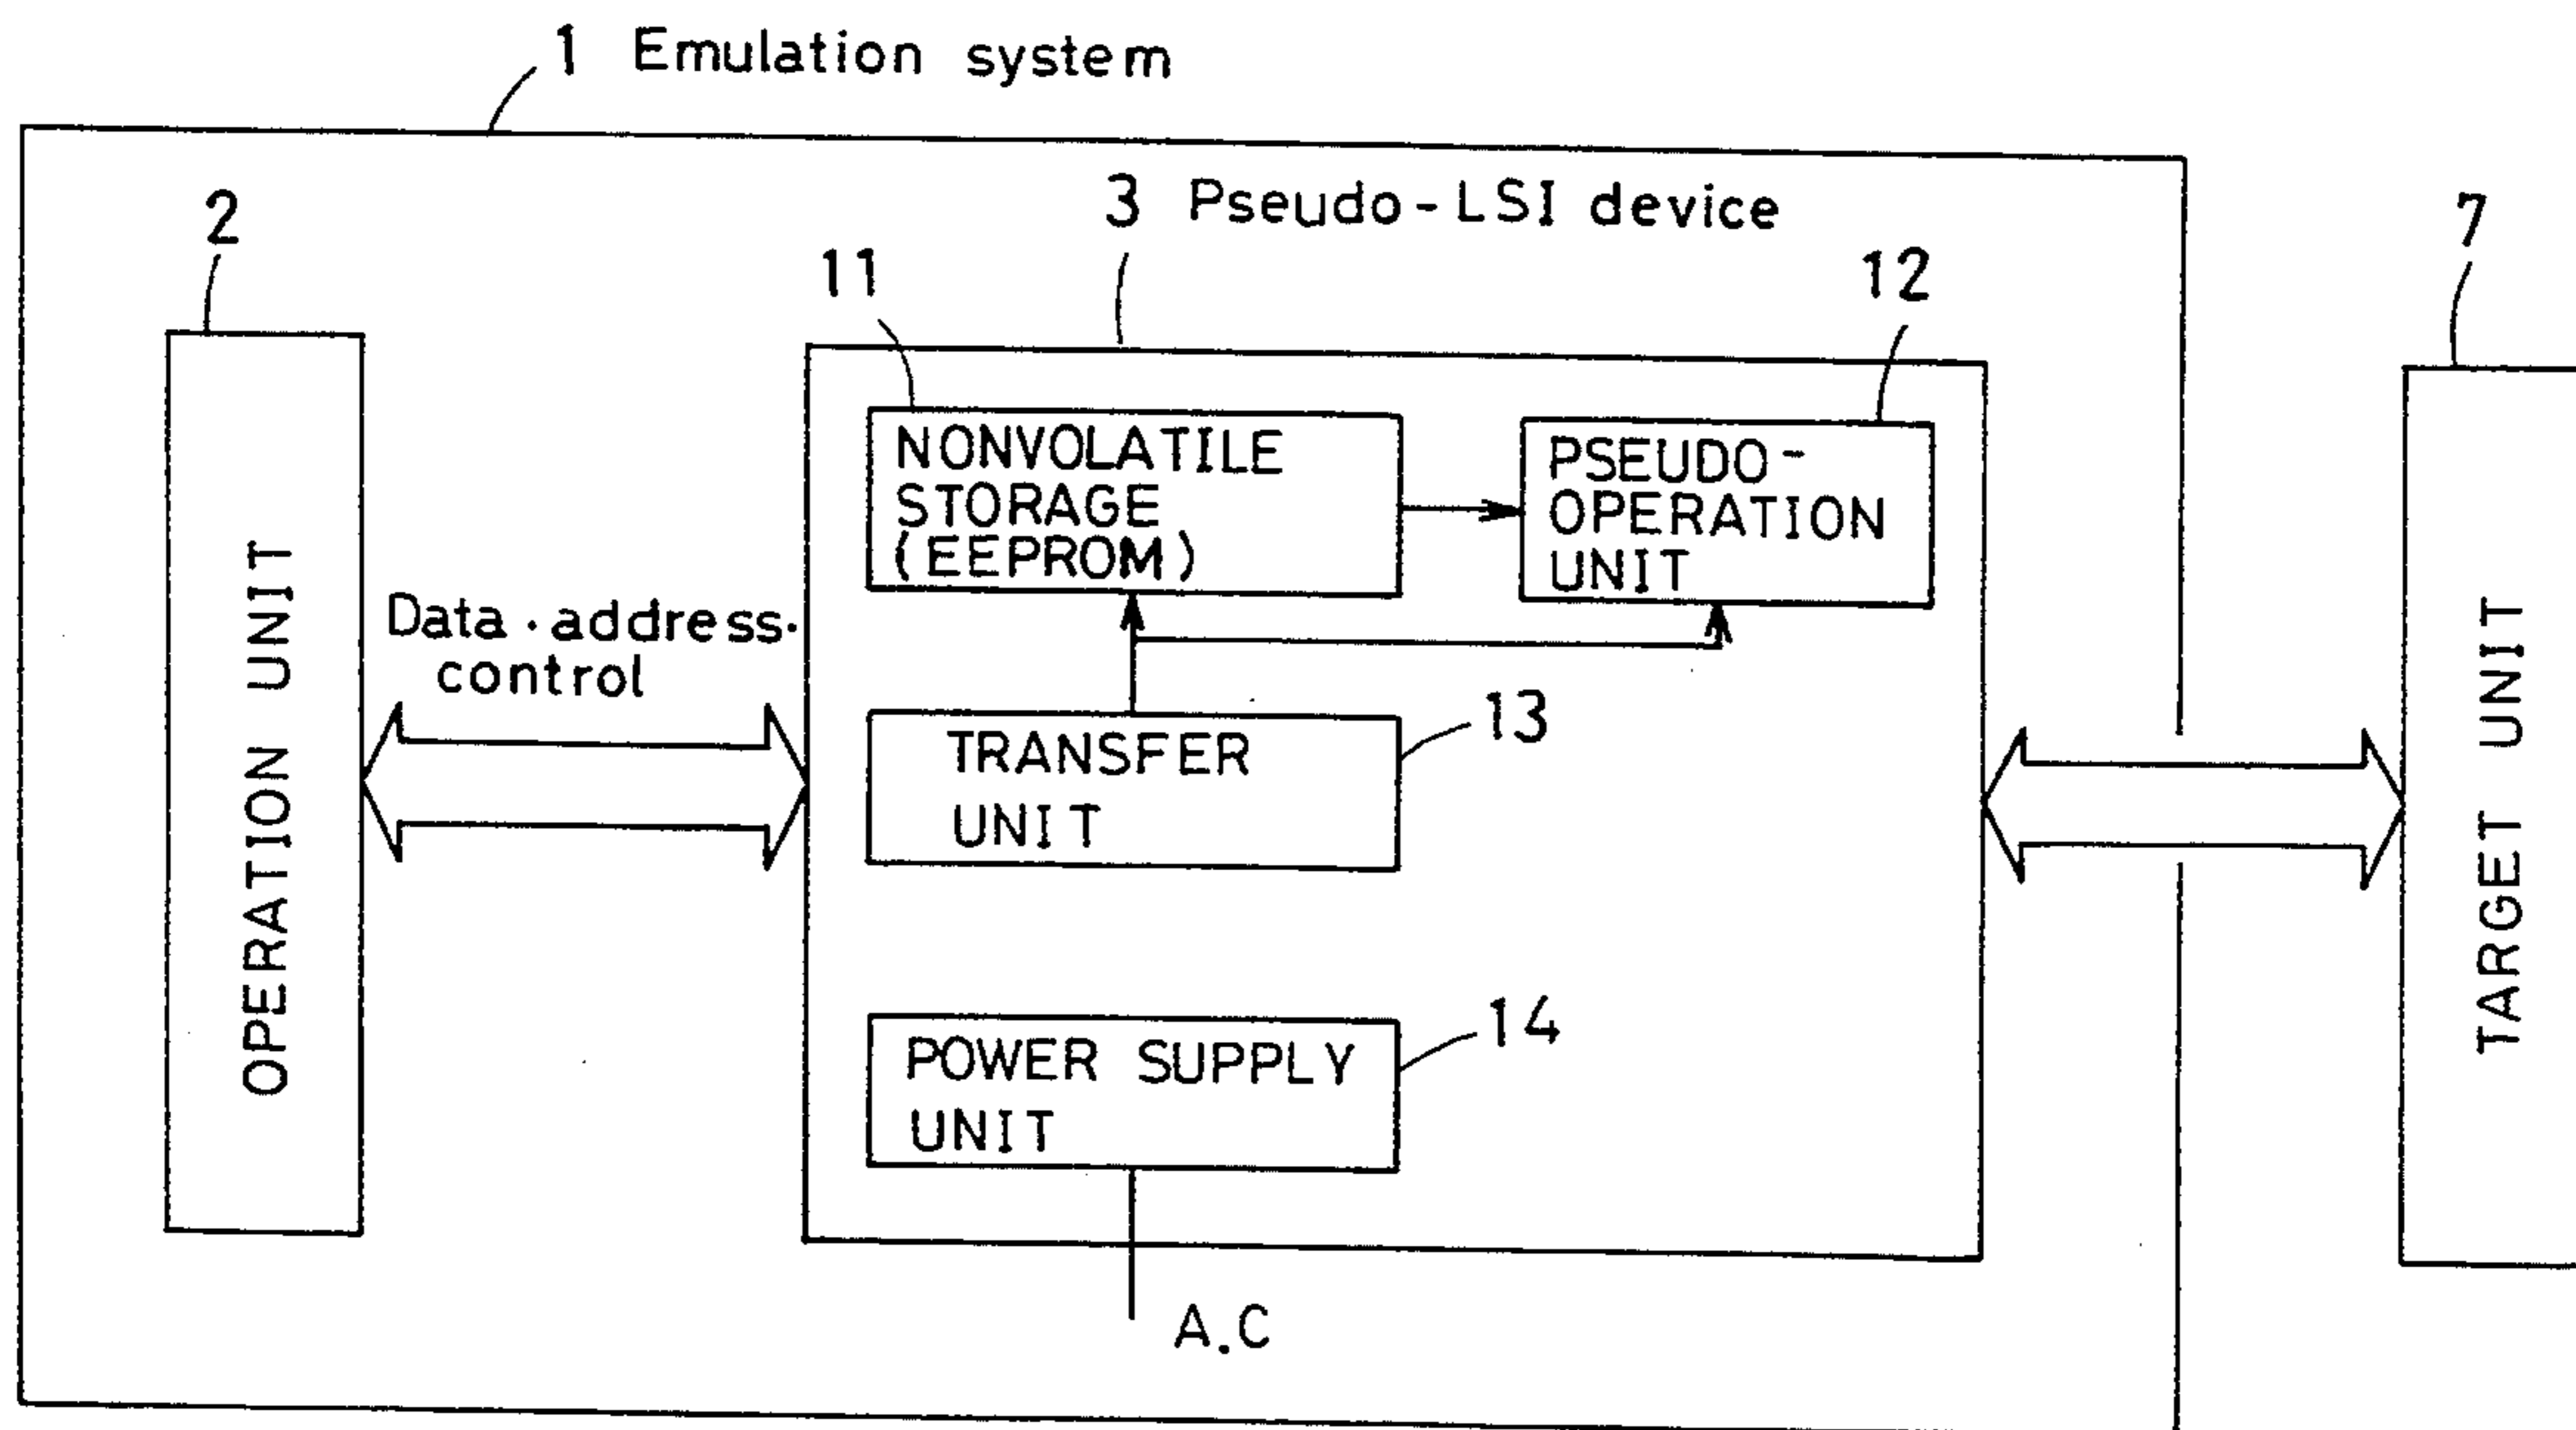 1 Emulation system
2
3 Pseudo-LSI device
7
11
12
NONVOLATILE
STORAGE
(EEPROM)
PSEUDO-
OPERATION
UNIT
OPERATION UNIT
Data·address·
control
TRANSFER
UNIT
13
TARGET UNIT
POWER SUPPLY
UNIT
14
A.C